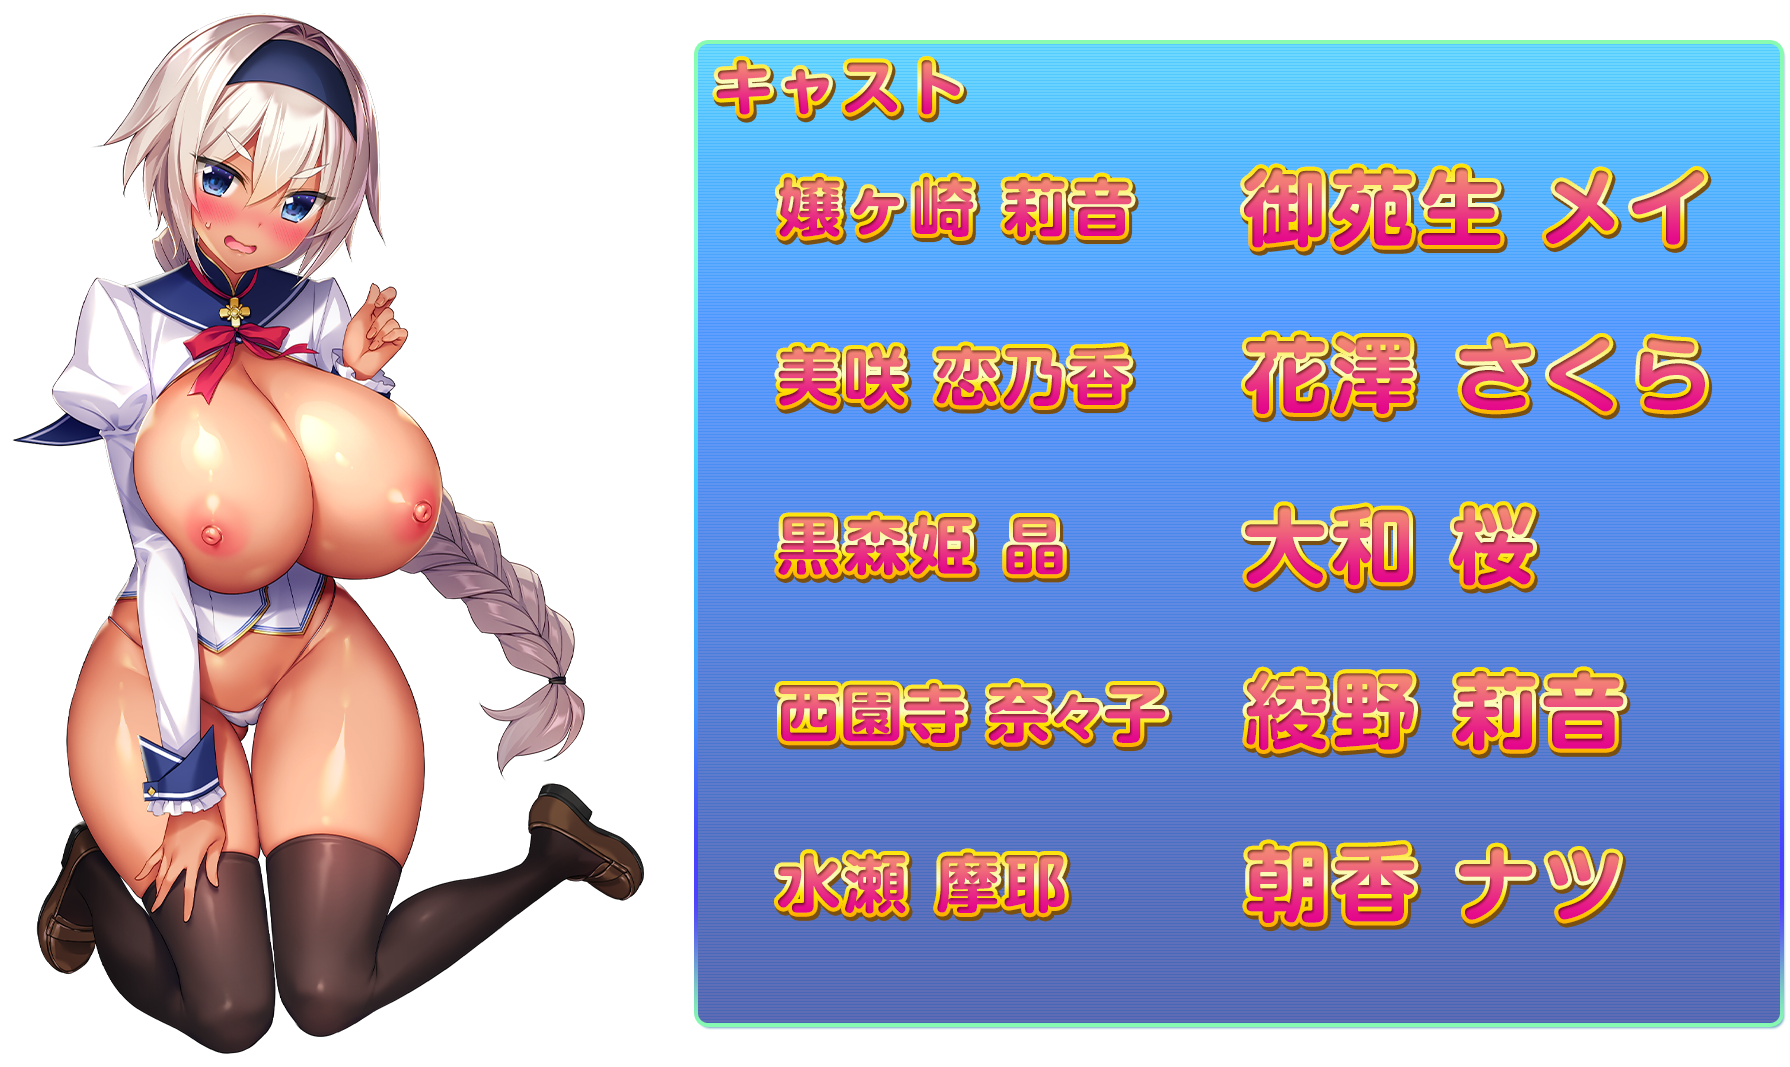 キャスト
嬢ヶ崎 莉音 御苑生 メイ
美咲 恋乃香 花澤 さくら
黒森姫 晶 大和 桜
西園寺 奈々子 綾野 莉音
水瀬 摩耶 朝香 ナツ